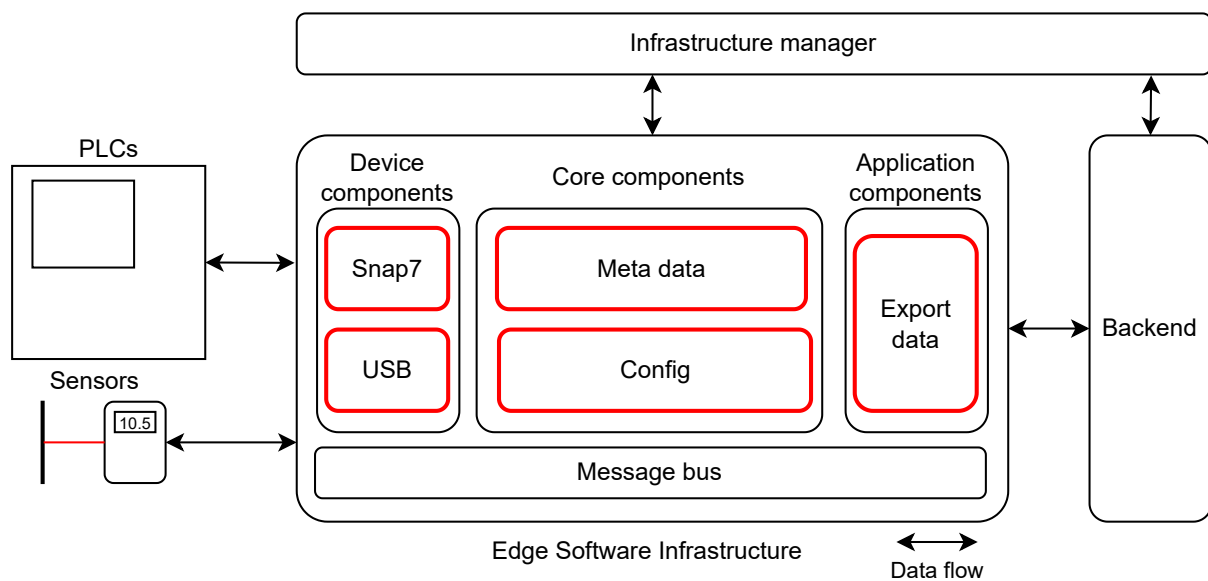 Infrastructure manager
PLCs
Device
components
Core components
Application
components
Snap7
Meta data
Export
data
USB
Config
Backend
Sensors
10.5
Message bus
Edge Software Infrastructure
Data flow